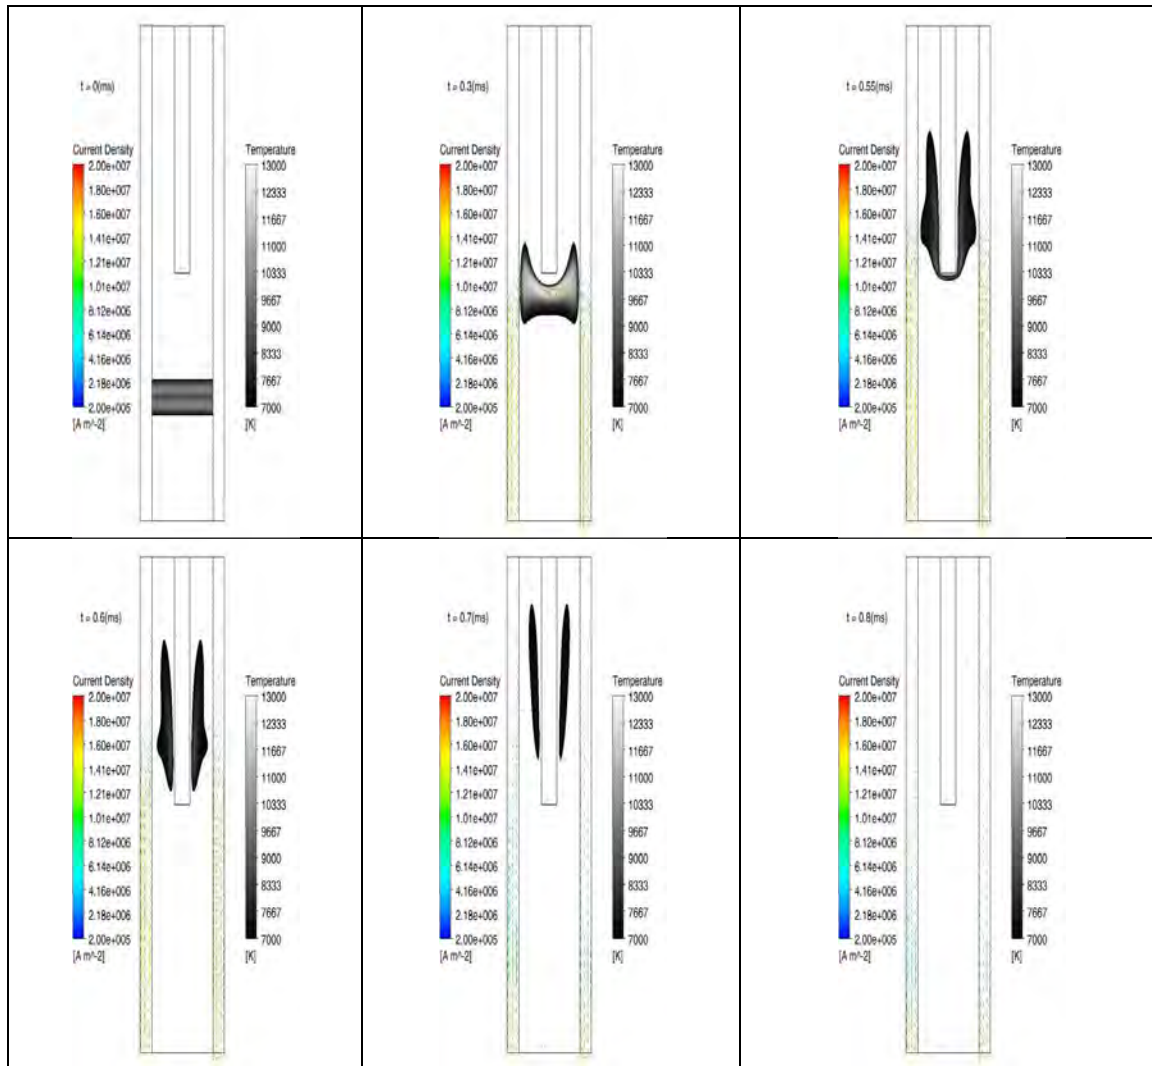 t = 0(ms)
Current Density
2.00e+007
1.80e+007
1.60e+007
1.41e+007
1.21e+007
1.01e+007
8.12e+006
6.14e+006
4.16e+006
2.18e+006
2.00e+005
[A m^-2]
Temperature
13000
12333
11667
11000
10333
9667
9000
8333
7667
7000
[K]
t = 0.3(ms)
Current Density
2.00e+007
1.80e+007
1.60e+007
1.41e+007
1.21e+007
1.01e+007
8.12e+006
6.14e+006
4.16e+006
2.18e+006
2.00e+005
[A m^-2]
Temperature
13000
12333
11667
11000
10333
9667
9000
8333
7667
7000
[K]
t = 0.55(ms)
Current Density
2.00e+007
1.80e+007
1.60e+007
1.41e+007
1.21e+007
1.01e+007
8.12e+006
6.14e+006
4.16e+006
2.18e+006
2.00e+005
[A m^-2]
Temperature
13000
12333
11667
11000
10333
9667
9000
8333
7667
7000
[K]
t = 0.6(ms)
Current Density
2.00e+007
1.80e+007
1.60e+007
1.41e+007
1.21e+007
1.01e+007
8.12e+006
6.14e+006
4.16e+006
2.18e+006
2.00e+005
[A m^-2]
Temperature
13000
12333
11667
11000
10333
9667
9000
8333
7667
7000
[K]
t = 0.7(ms)
Current Density
2.00e+007
1.80e+007
1.60e+007
1.41e+007
1.21e+007
1.01e+007
8.12e+006
6.14e+006
4.16e+006
2.18e+006
2.00e+005
[A m^-2]
Temperature
13000
12333
11667
11000
10333
9667
9000
8333
7667
7000
[K]
t = 0.8(ms)
Current Density
2.00e+007
1.80e+007
1.60e+007
1.41e+007
1.21e+007
1.01e+007
8.12e+006
6.14e+006
4.16e+006
2.18e+006
2.00e+005
[A m^-2]
Temperature
13000
12333
11667
11000
10333
9667
9000
8333
7667
7000
[K]